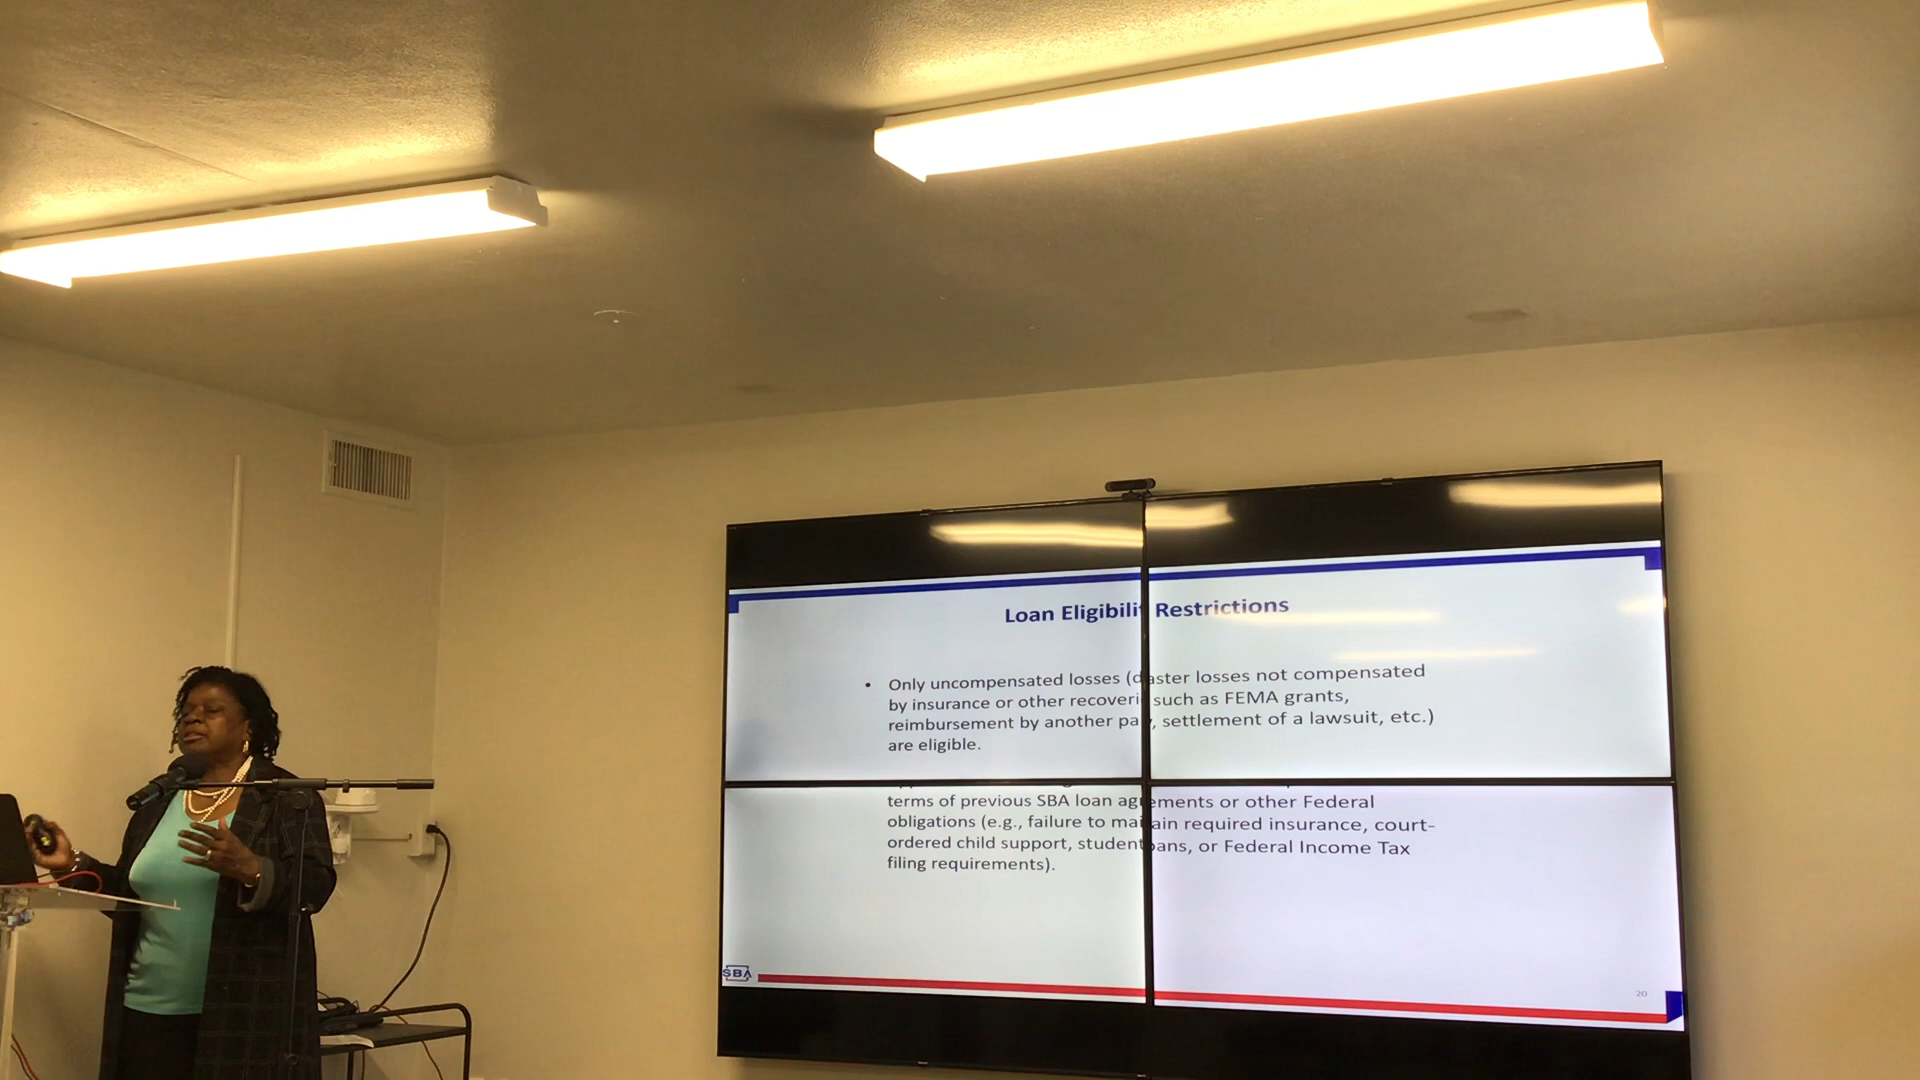 Loan Eligibili Restrictions
• Only uncompensated losses (d aster losses not compensated
by insurance or other recoveri such as FEMA grants,
reimbursement by another pa , settlement of a lawsuit, etc.)
are eligible.
terms of previous SBA loan ag ements or other Federal
obligations (e.g., failure to mai ain required insurance, court-
ordered child support, student ans, or Federal Income Tax
filing requirements).
SBA
20